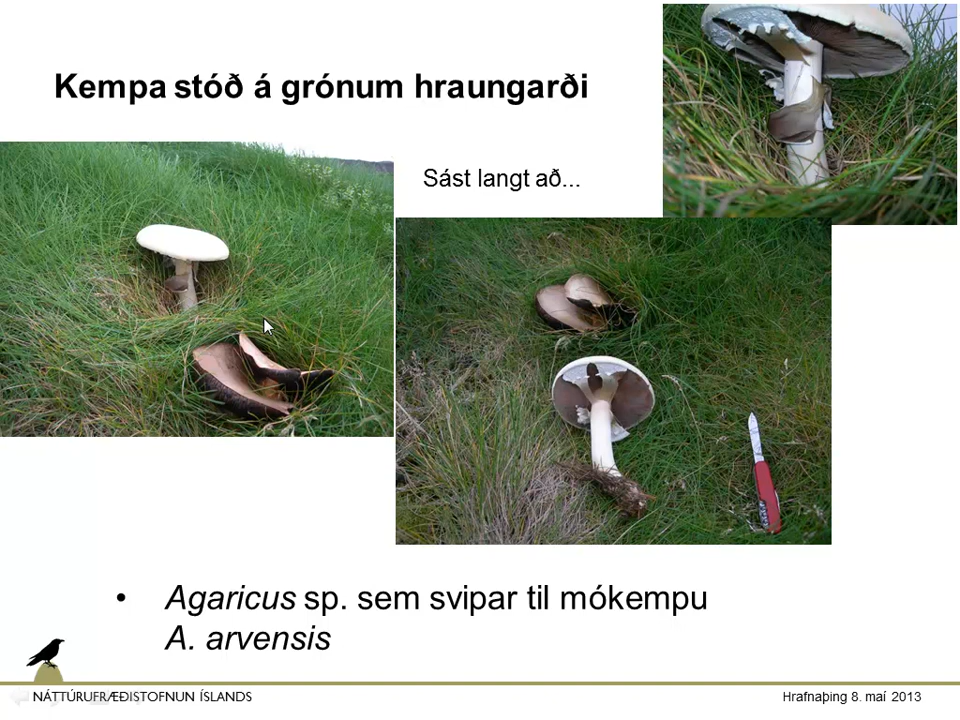 Kempa stóð á grónum hraungarði
Sást langt að...
• Agaricus sp. sem svipar til mókempu
A. arvensis
NÁTTÚRUFRÆÐISTOFNUN ÍSLANDS
Hrafnaþing 8. maí 2013